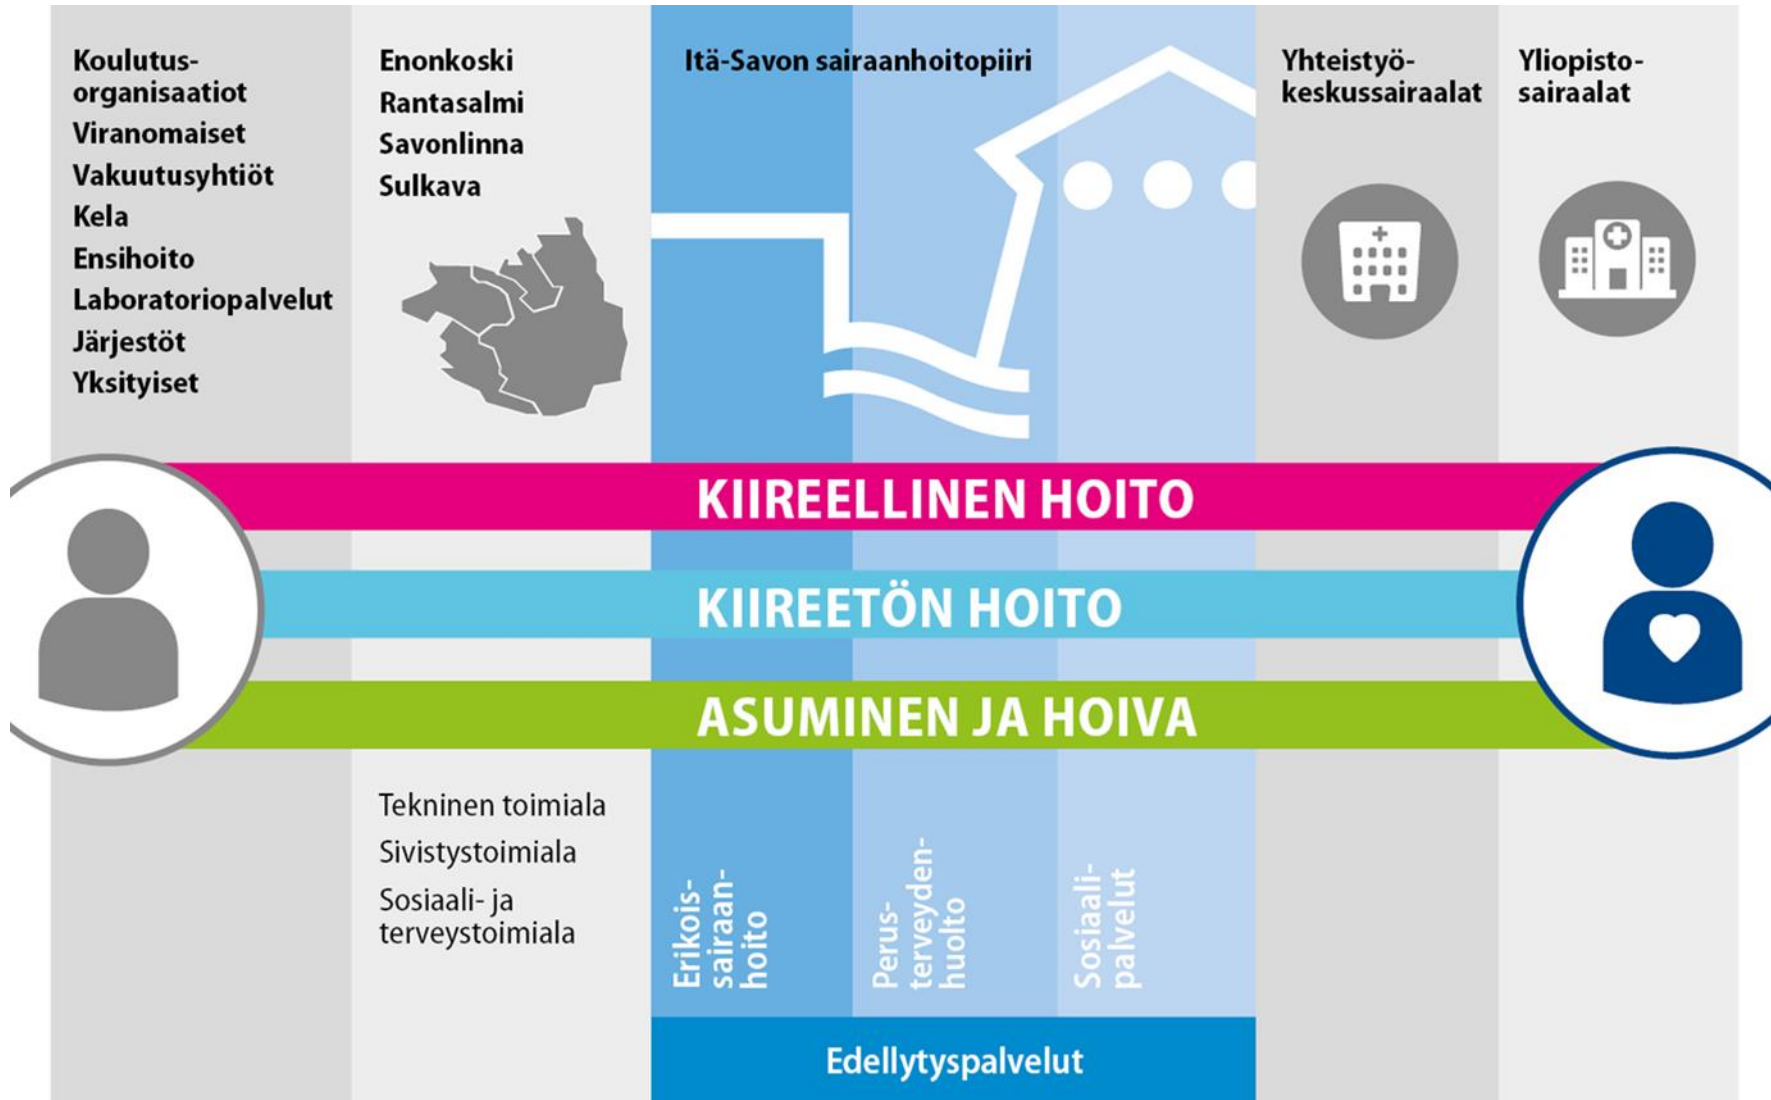 Koulutus-
organisaatiot
Viranomaiset
Vakuutusyhtiöt
Kela
Ensihoito
Laboratoriopalvelut
Järjestöt
Yksityiset
Enonkoski
Rantasalmi
Savonlinna
Sulkava
Itä-Savon sairaanhoitopiiri
Yhteistyö-
keskussairaalat
Yliopisto-
sairaalat
KIIREELLINEN HOITO
KIIREETÖN HOITO
ASUMINEN JA HOIVA
Tekninen toimiala
Sivistystoimiala
Sosiaali- ja
terveystoimiala
Erikois-
sairaan-
hoito
Perus-
terveyden-
huolto
Sosiaali-
palvelut
Edellytyspalvelut